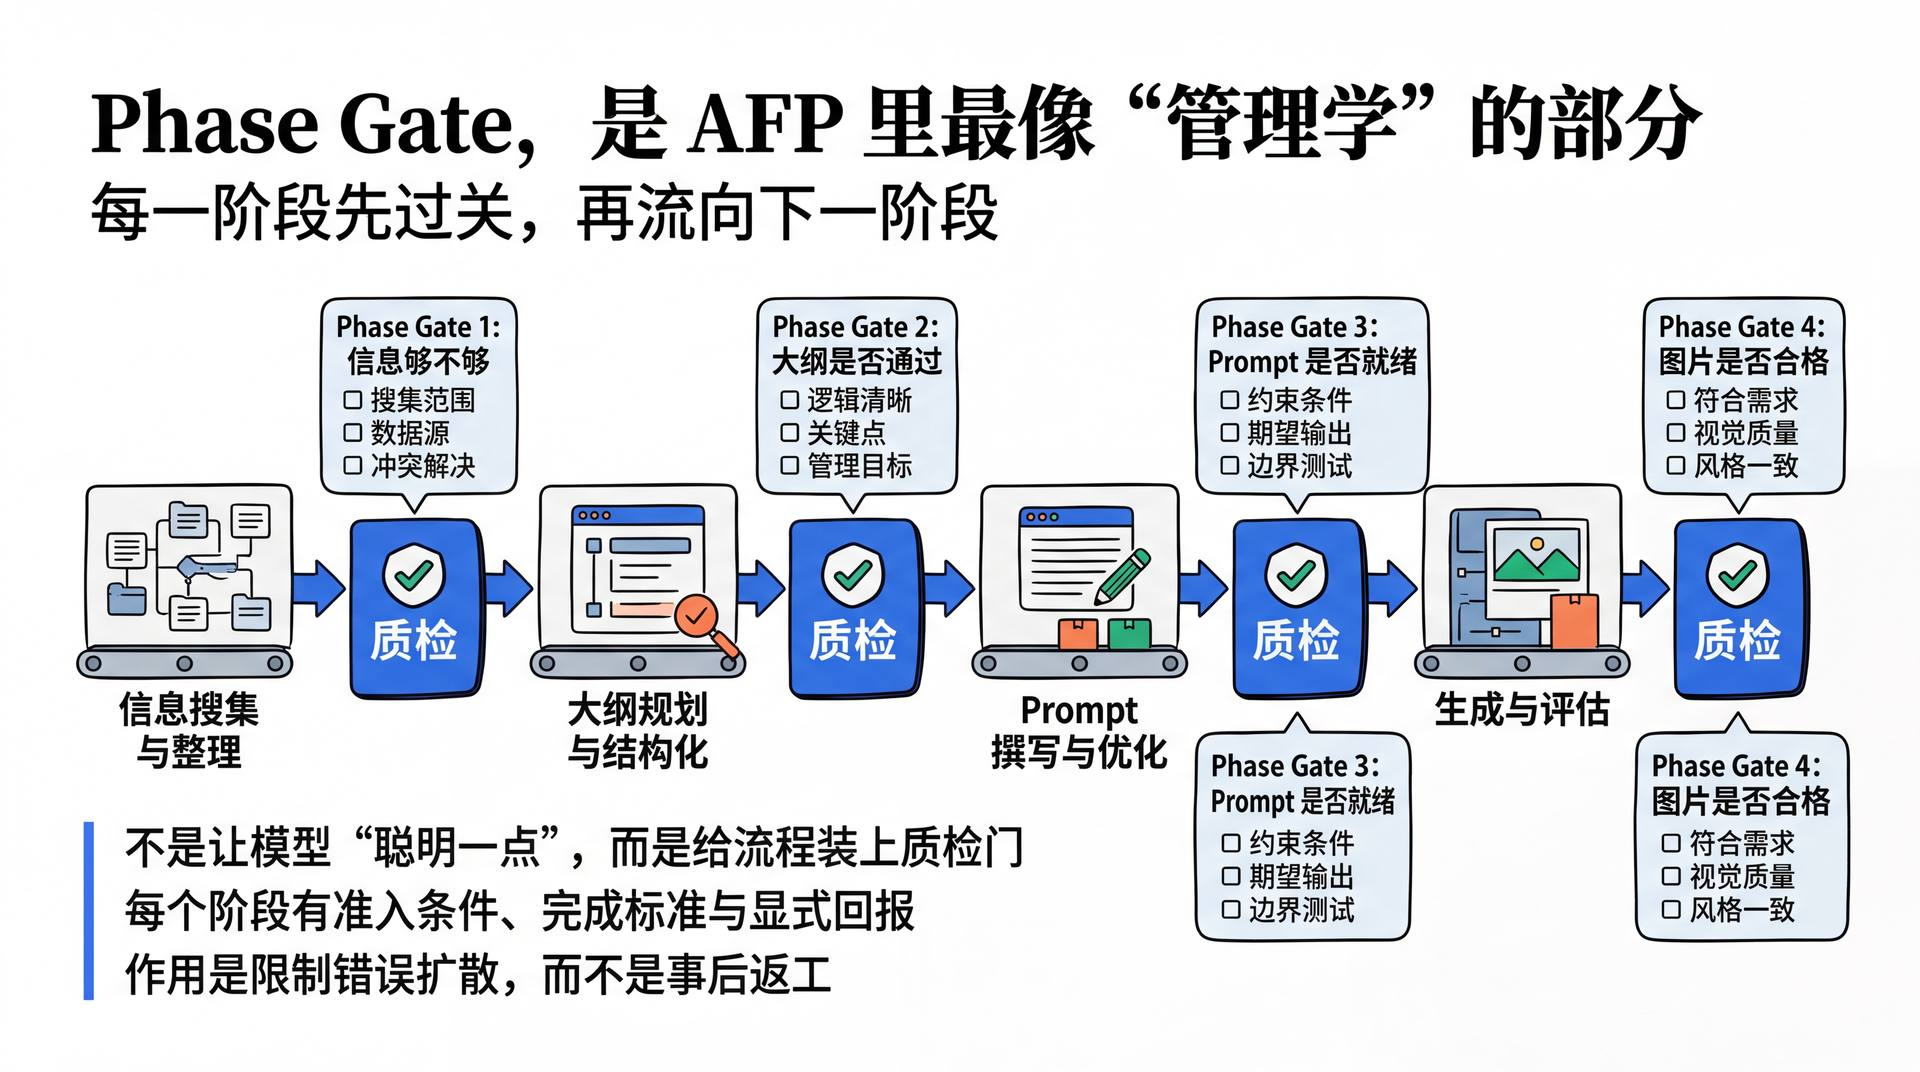 Phase Gate，是 AFP 里最像“管理学”的部分
每一阶段先过关，再流向下一阶段
Phase Gate 1：
信息够不够
搜集范围
数据源
冲突解决
Phase Gate 2：
大纲是否通过
逻辑清晰
关键点
管理目标
Phase Gate 3：
Prompt 是否就绪
约束条件
期望输出
边界测试
Phase Gate 4：
图片是否合格
符合需求
视觉质量
风格一致
质检
质检
质检
质检
信息搜集
与整理
大纲规划
与结构化
Prompt
撰写与优化
生成与评估
Phase Gate 3：
Prompt 是否就绪
约束条件
期望输出
边界测试
Phase Gate 4：
图片是否合格
符合需求
视觉质量
风格一致
不是让模型“聪明一点”，而是给流程装上质检门
每个阶段有准入条件、完成标准与显式回报
作用是限制错误扩散，而不是事后返工